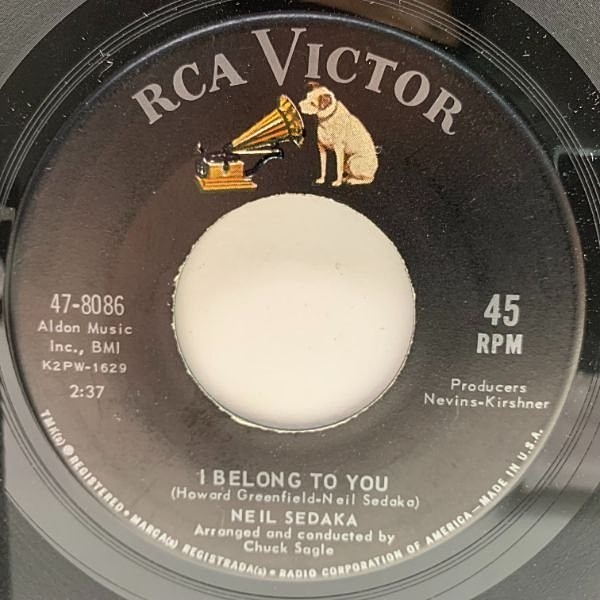 RCA VICTOR
47-8086
Aldon Music
Inc., BMI
K2PW-1629
2:37
45
RPM
Producers
Nevins-Kirshner
I BELONG TO YOU
(Howard Greenfield-Neil Sedaka)
NEIL SEDAKA
Arranged and conducted by
Chuck Sagle
TMK(s) ® REGISTERED • MARCA(s) REGISTRADA(s) • RADIO CORPORATION OF AMERICA—MADE IN U.S.A.